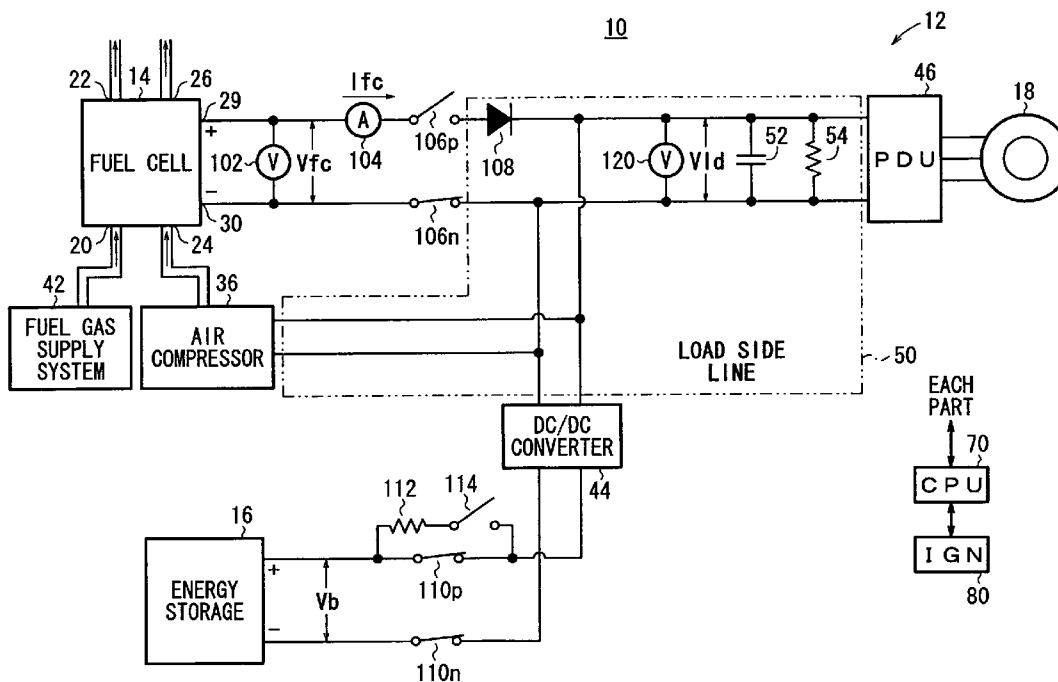 10
12
22
14
26
29
Ifc
46
18
+
A
106p
52
54
FUEL CELL
102
V
Vfc
104
108
120
V
Vld
PDU
−
30
106n
20
24
42
36
FUEL GAS
SUPPLY
SYSTEM
AIR
COMPRESSOR
LOAD SIDE
LINE
50
EACH
PART
DC/DC
CONVERTER
44
70
CPU
112
114
16
IGN
80
+
ENERGY
STORAGE
Vb
110p
−
110n